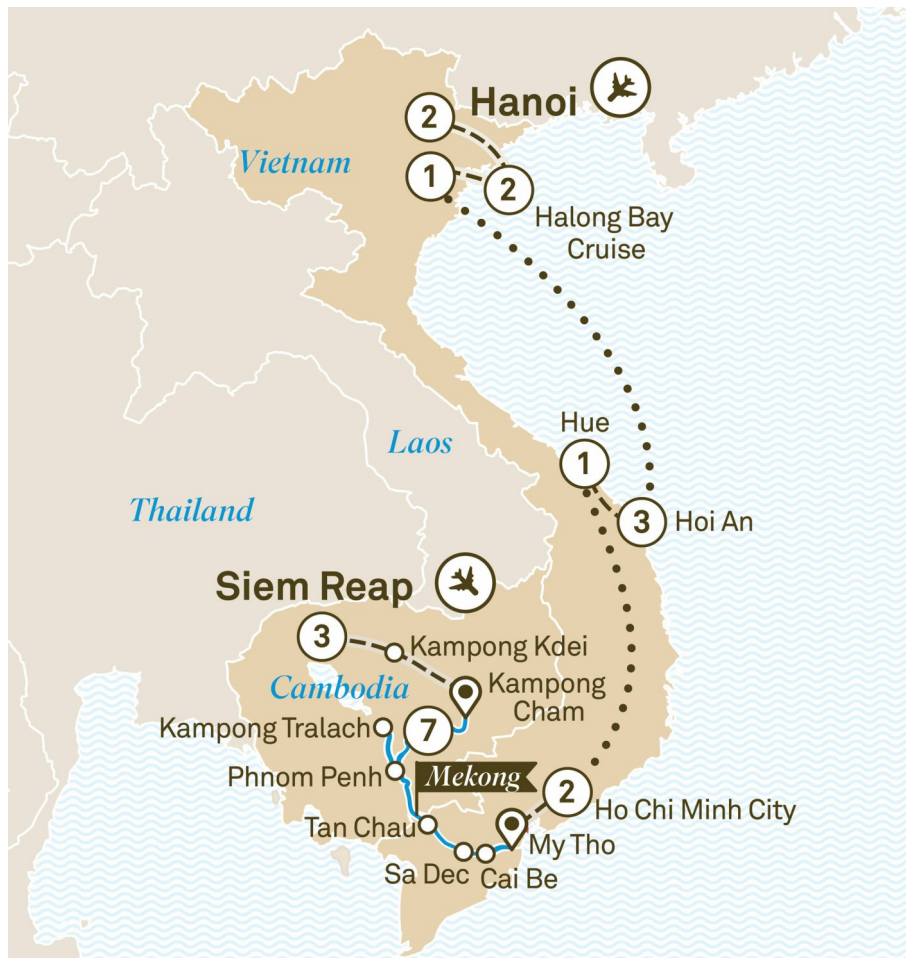 Hanoi
2
Vietnam
1
2
Halong Bay
Cruise
Hue
Laos
1
Thailand
3
Hoi An
Siem Reap
3
Kampong Kdei
Cambodia
Kampong
Cham
Kampong Tralach
7
Phnom Penh
Mekong
2
Ho Chi Minh City
Tan Chau
My Tho
Sa Dec
Cai Be